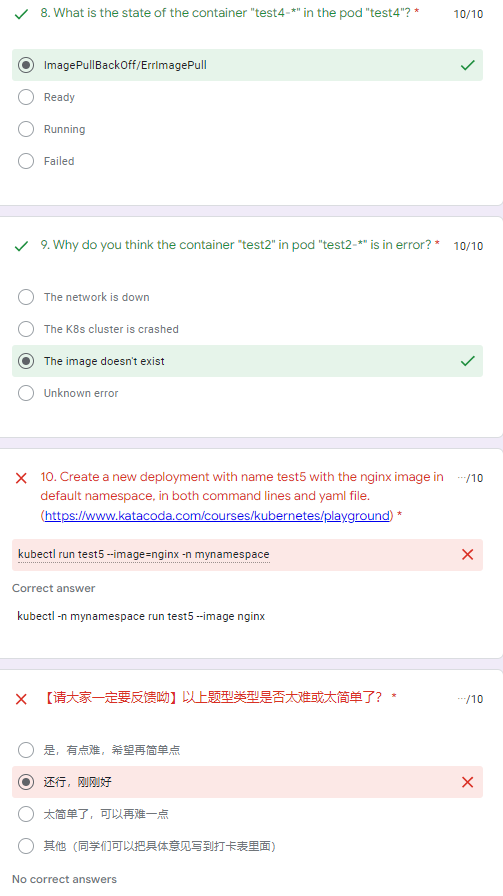 8. What is the state of the container "test4-*" in the pod "test4"? *
10/10
ImagePullBackOff/ErrImagePull
Ready
Running
Failed
9. Why do you think the container "test2" in pod "test2-*" is in error? *
10/10
The network is down
The K8s cluster is crashed
The image doesn't exist
Unknown error
10. Create a new deployment with name test5 with the nginx image in
···/10
default namespace, in both command lines and yaml file.
(https://www.katacoda.com/courses/kubernetes/playground) *
kubectl run test5 --image=nginx -n mynamespace
Correct answer
kubectl -n mynamespace run test5 --image nginx
【请大家一定要反馈呦】以上题型类型是否太难或太简单了？ *
···/10
是，有点难，希望再简单点
还行，刚刚好
太简单了，可以再难一点
其他（同学们可以把具体意见写到打卡表里面）
No correct answers